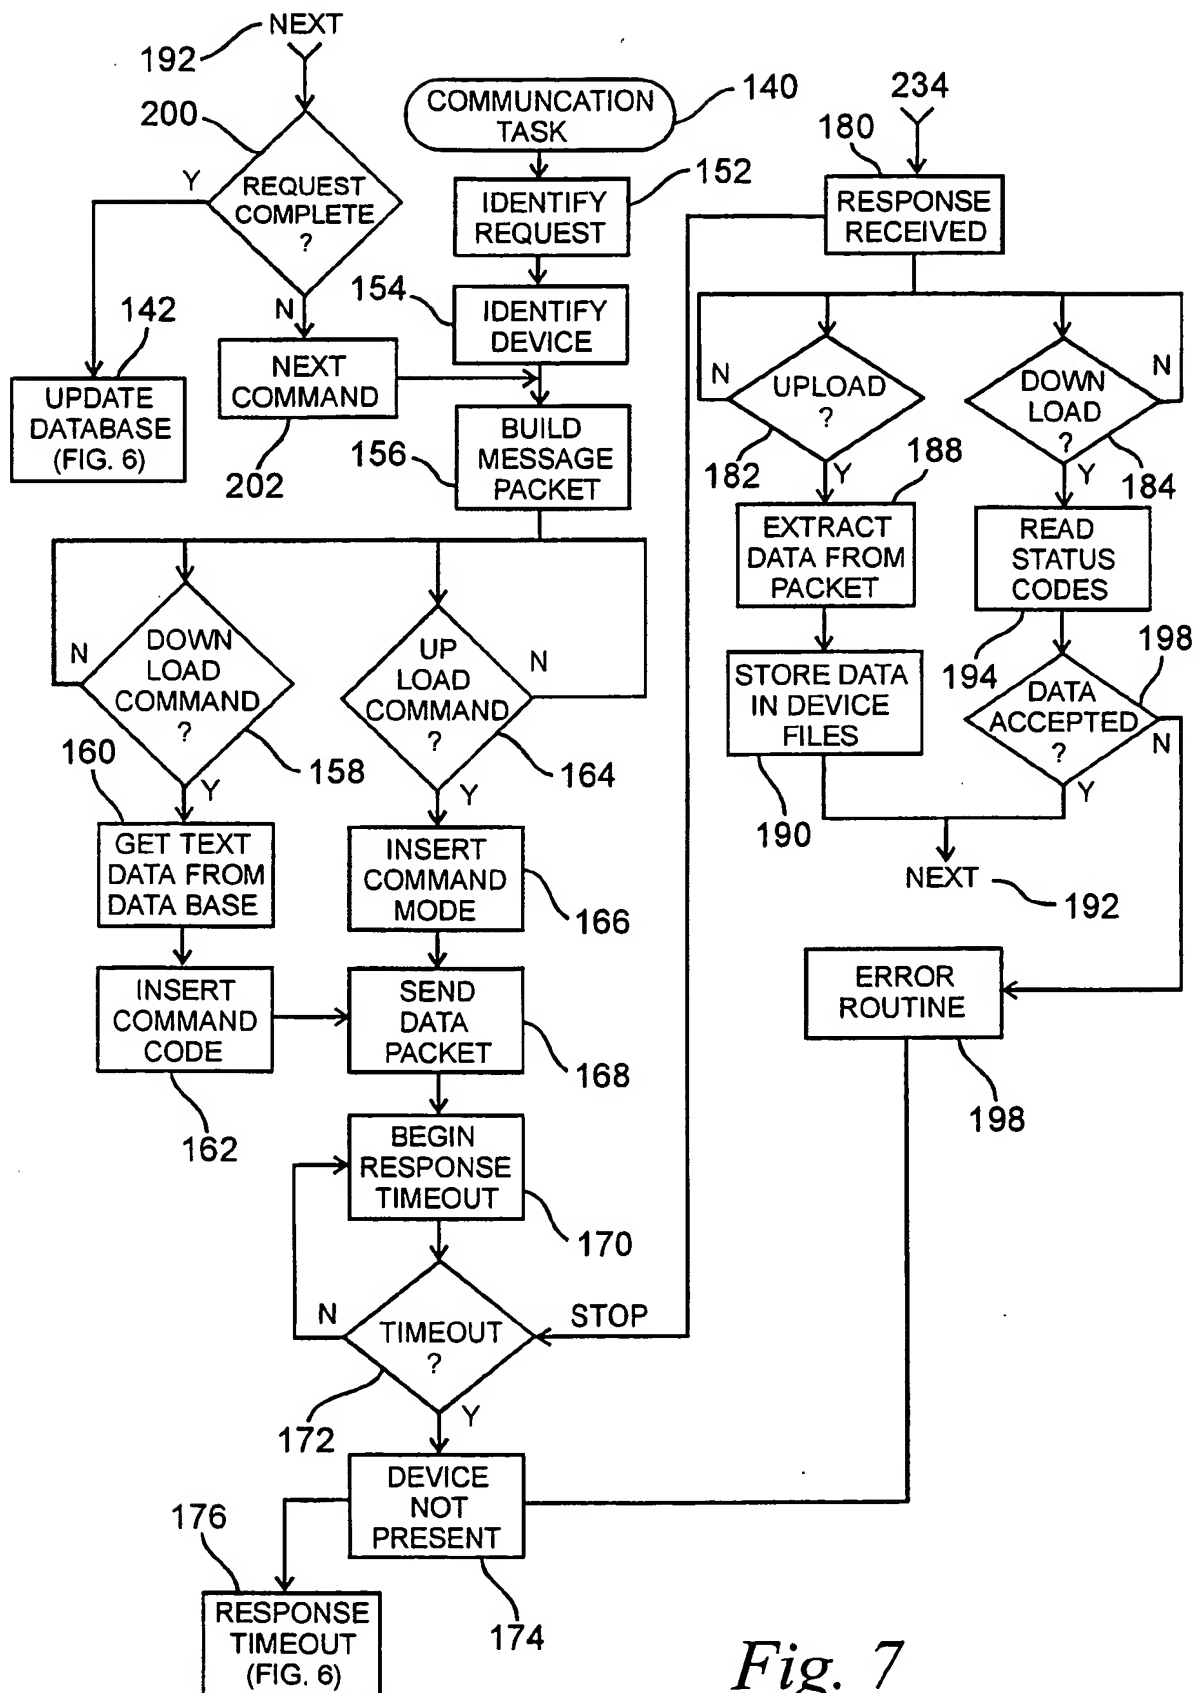 NEXT
192
200
REQUEST
COMPLETE
?
Y
N
142
UPDATE
DATABASE
(FIG. 6)
NEXT
COMMAND
202
COMMUNCATION
TASK
140
IDENTIFY
REQUEST
152
154
IDENTIFY
DEVICE
156
BUILD
MESSAGE
PACKET
DOWN
LOAD
COMMAND
?
N
158
Y
160
GET TEXT
DATA FROM
DATA BASE
INSERT
COMMAND
CODE
162
UP
LOAD
COMMAND
?
N
164
Y
INSERT
COMMAND
MODE
166
SEND
DATA
PACKET
168
BEGIN
RESPONSE
TIMEOUT
170
N
TIMEOUT
?
STOP
172
Y
DEVICE
NOT
PRESENT
174
176
RESPONSE
TIMEOUT
(FIG. 6)
234
180
RESPONSE
RECEIVED
N
UPLOAD
?
182
Y
188
EXTRACT
DATA FROM
PACKET
STORE DATA
IN DEVICE
FILES
190
DOWN
LOAD
?
N
184
Y
READ
STATUS
CODES
194
198
DATA
ACCEPTED
?
N
Y
NEXT
192
ERROR
ROUTINE
198
Fig. 7